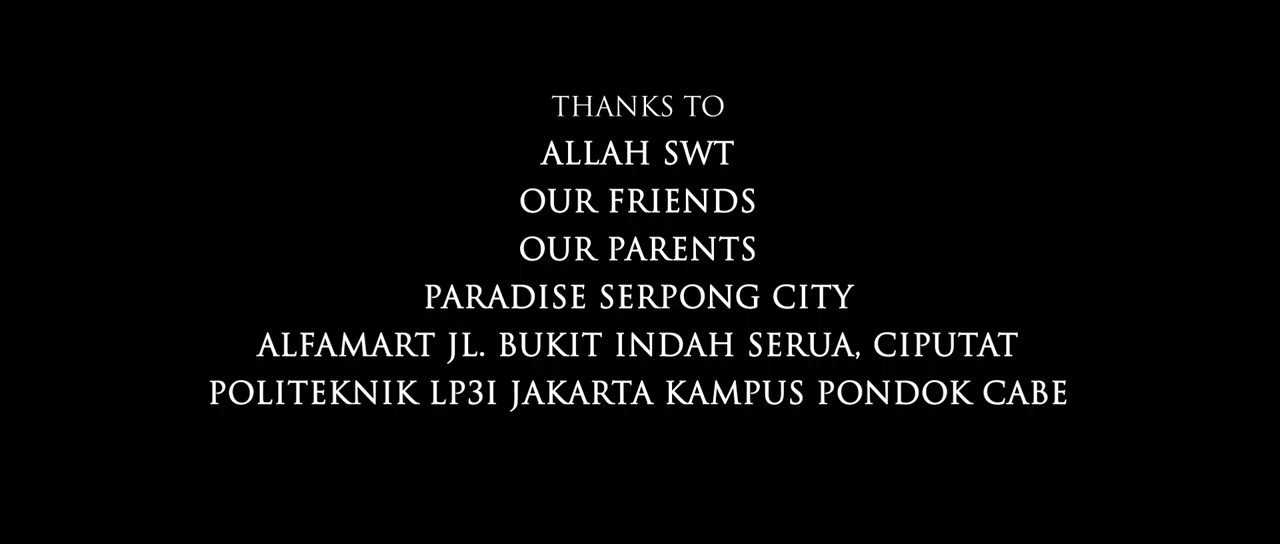 THANKS TO
ALLAH SWT
OUR FRIENDS
OUR PARENTS
PARADISE SERPONG CITY
ALFAMART JL. BUKIT INDAH SERUA, CIPUTAT
POLITEKNIK LP3I JAKARTA KAMPUS PONDOK CABE